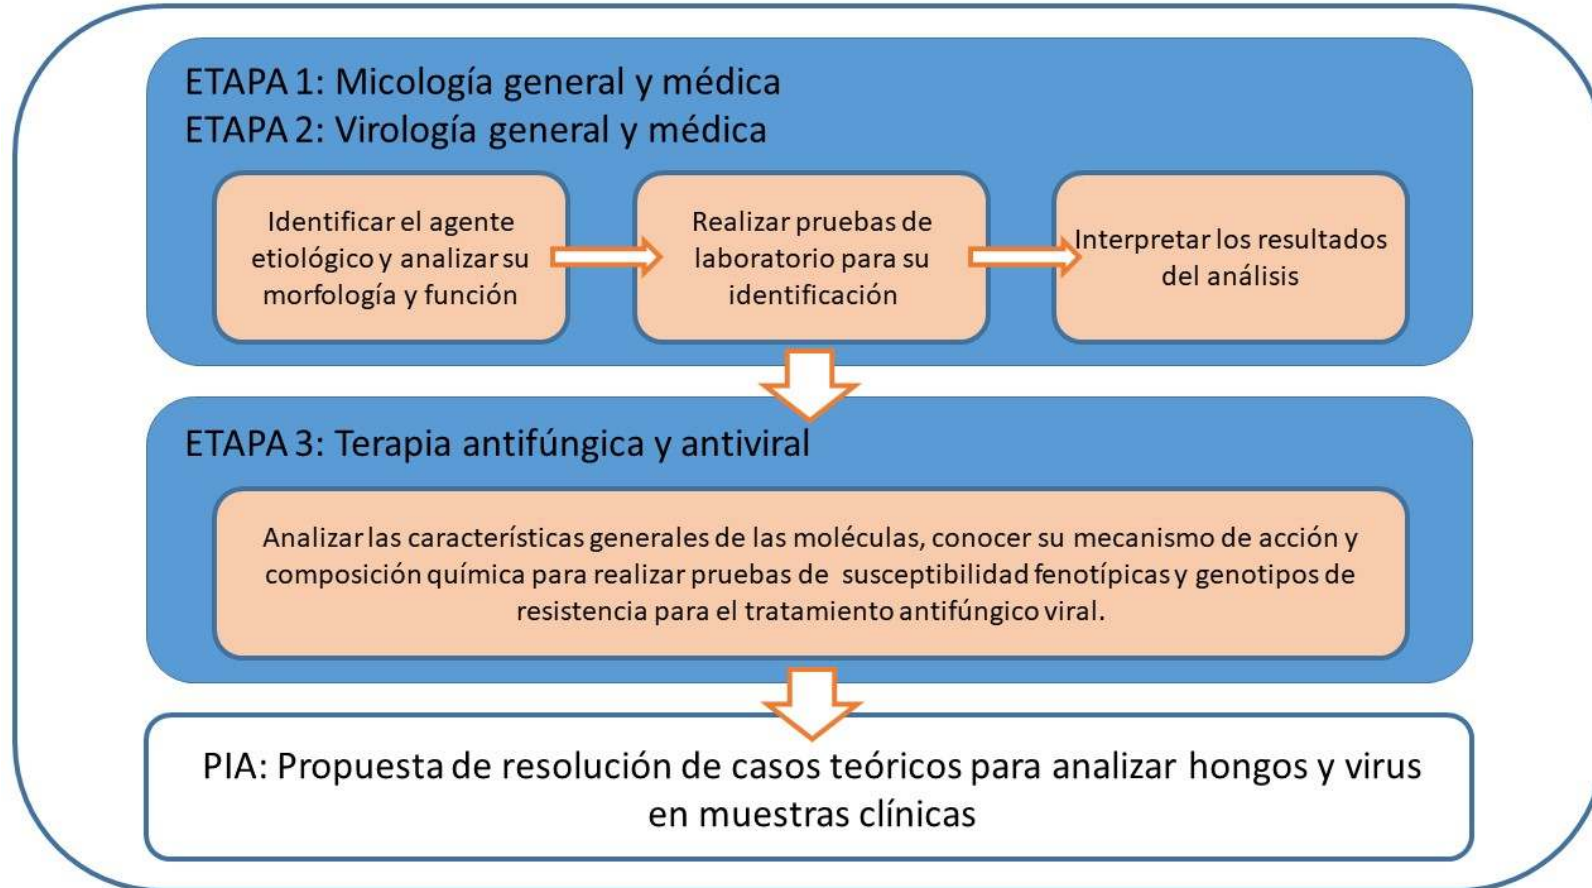 ETAPA 1: Micología general y médica
ETAPA 2: Virología general y médica
Identificar el agente
etiológico y analizar su
morfología y función
Realizar pruebas de
laboratorio para su
identificación
Interpretar los resultados
del análisis
ETAPA 3: Terapia antifúngica y antiviral
Analizar las características generales de las moléculas, conocer su mecanismo de acción y
composición química para realizar pruebas de susceptibilidad fenotípicas y genotipos de
resistencia para el tratamiento antifúngico viral.
PIA: Propuesta de resolución de casos teóricos para analizar hongos y virus
en muestras clínicas